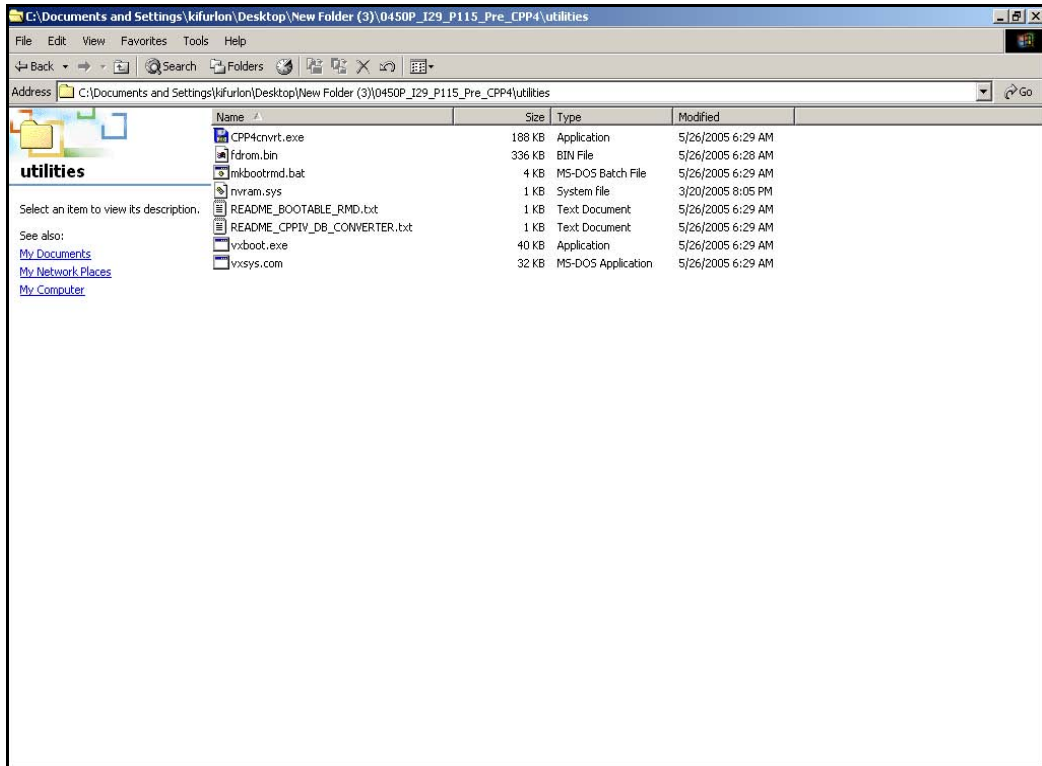 C:\Documents and Settings\kifurlon\Desktop\New Folder (3)\0450P_I29_P115_Pre_CPP4\utilities
File Edit View Favorites Tools Help
Back Search Folders
Address C:\Documents and Settings\kifurlon\Desktop\New Folder (3)\0450P_I29_P115_Pre_CPP4\utilities Go
Name Size Type Modified
CPP4cnvrt.exe 188 KB Application 5/26/2005 6:29 AM
fdrom.bin 336 KB BIN File 5/26/2005 6:28 AM
mkbootrmd.bat 4 KB MS-DOS Batch File 5/26/2005 6:29 AM
nvram.sys 1 KB System file 3/20/2005 8:05 PM
README_BOOTABLE_RMD.txt 1 KB Text Document 5/26/2005 6:29 AM
README_CPPIV_DB_CONVERTER.txt 1 KB Text Document 5/26/2005 6:29 AM
vxboot.exe 40 KB Application 5/26/2005 6:29 AM
vxsys.com 32 KB MS-DOS Application 5/26/2005 6:29 AM
utilities
Select an item to view its description.
See also:
My Documents
My Network Places
My Computer